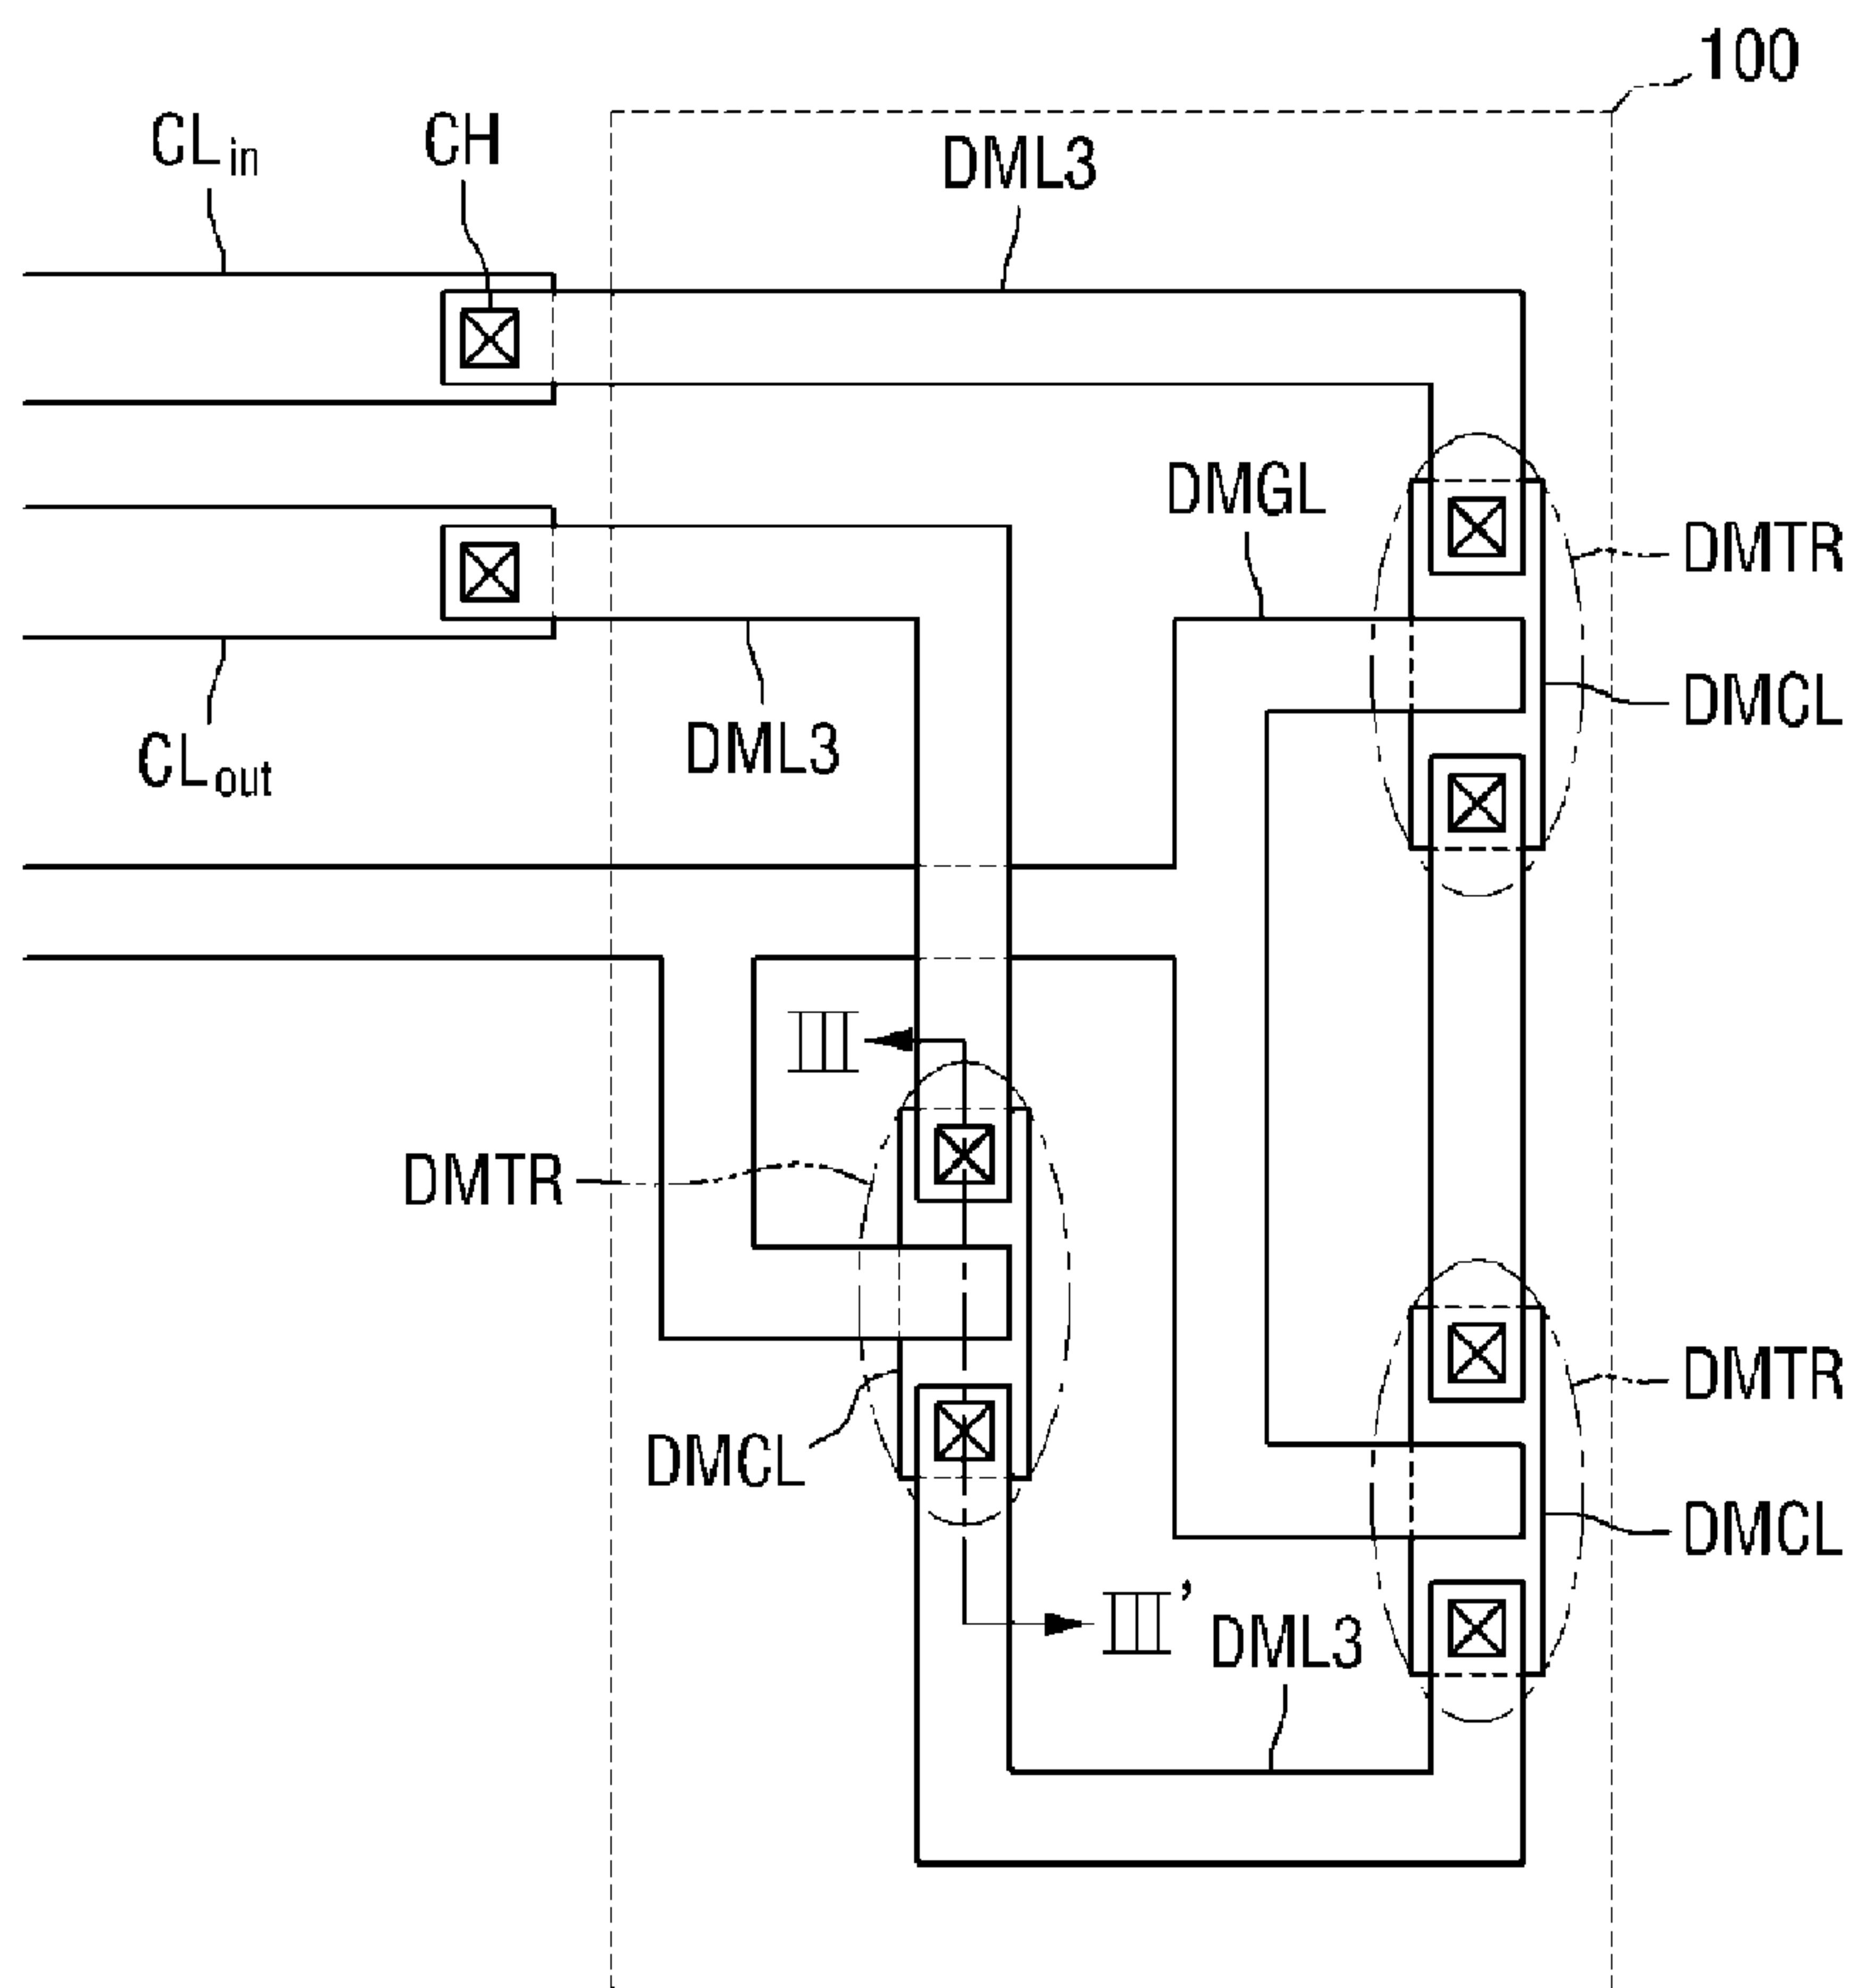 100
CLin
CH
DML3
DMGL
DMTR
DMCL
CLout
DML3
III
DMTR
DMTR
DMCL
DMCL
III'
DML3